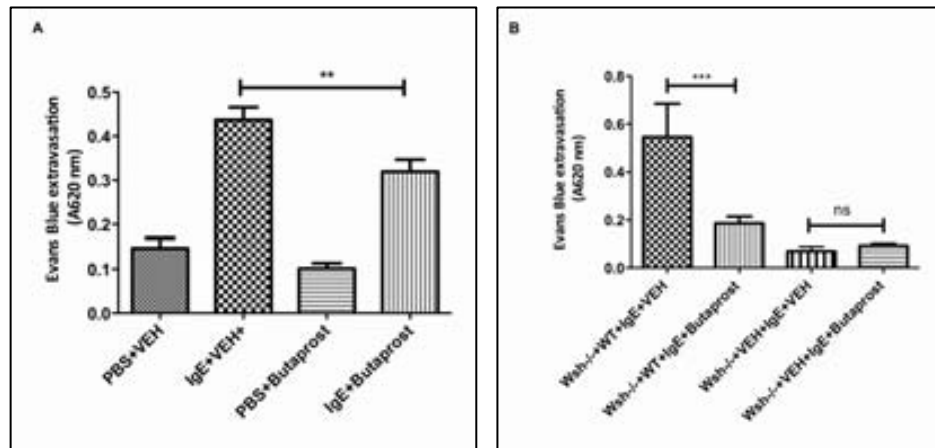 A
**
Evans Blue extravasation
(A620 nm)
0.5
0.4
0.3
0.2
0.1
0.0
PBS+VEH
IgE+VEH+
PBS+Butaprost
IgE+Butaprost
B
***
Evans Blue extravasation
(A620 nm)
0.8
0.6
0.4
0.2
0.0
ns
Wsh-/-+WT+IgE+VEH
Wsh-/-+WT+IgE+Butaprost
Wsh-/-+VEH+IgE+VEH
Wsh-/-+VEH+IgE+Butaprost